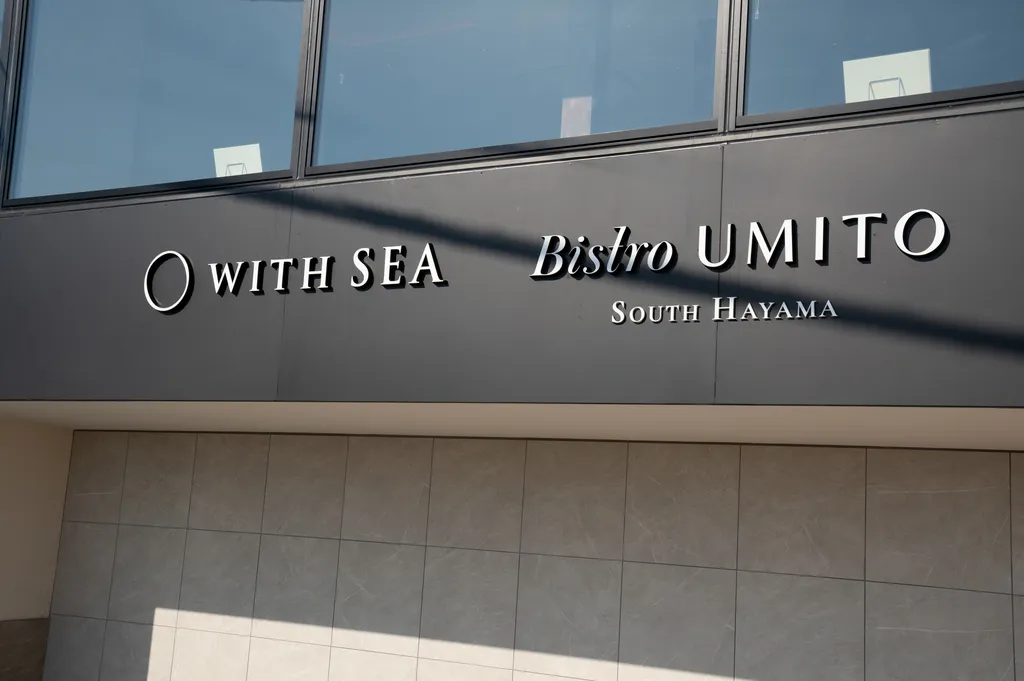 WITH SEA
Bistro UMITO
SOUTH HAYAMA